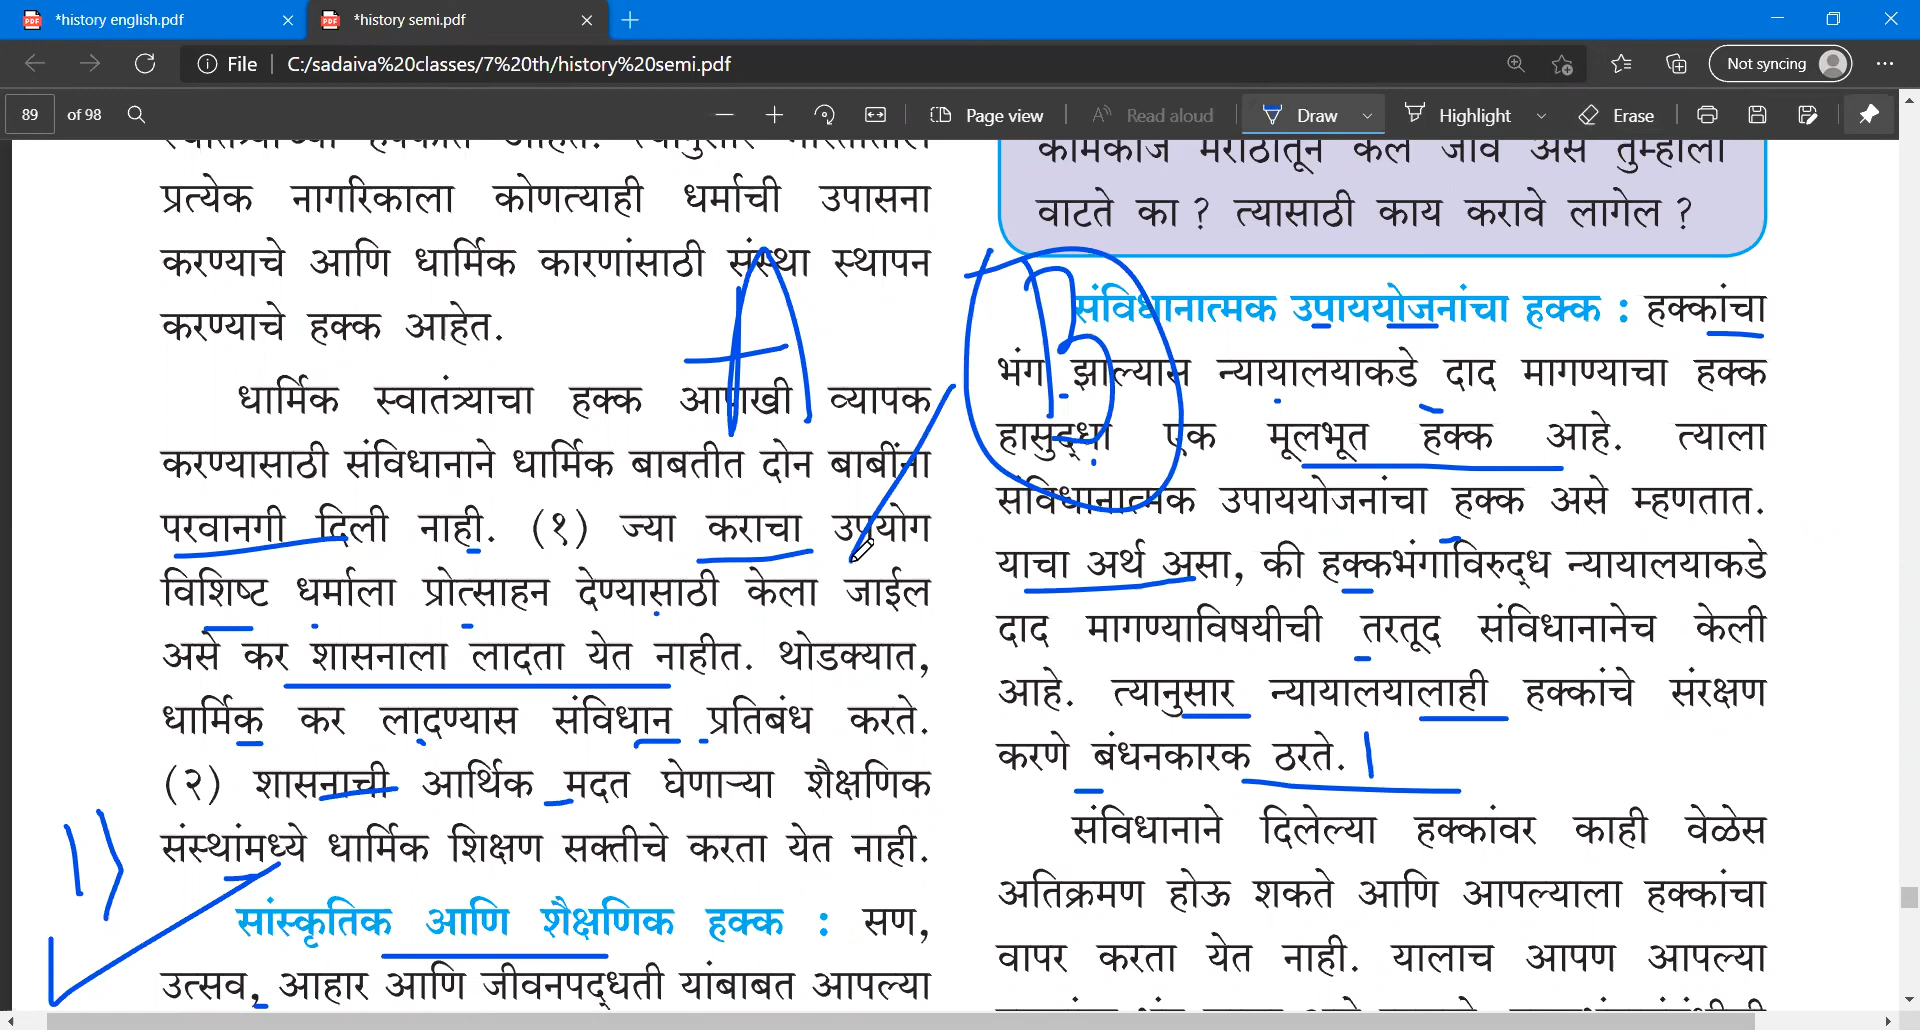 *history english.pdf
*history semi.pdf
File
C:/sadaiva%20classes/7%20th/history%20semi.pdf
Not syncing
89 of 98
Page view
Read aloud
Draw
Highlight
Erase
प्रत्येक नागरिकाला कोणत्याही धर्माची उपासना
करण्याचे आणि धार्मिक कारणांसाठी संस्था स्थापन
करण्याचे हक्क आहेत.
धार्मिक स्वातंत्र्याचा हक्क आणखी व्यापक
करण्यासाठी संविधानाने धार्मिक बाबतीत दोन बाबींना
परवानगी दिली नाही. (१) ज्या कराचा उपयोग
विशिष्ट धर्माला प्रोत्साहन देण्यासाठी केला जाईल
असे कर शासनाला लादता येत नाहीत. थोडक्यात,
धार्मिक कर लादण्यास संविधान प्रतिबंध करते.
(२) शासनाची आर्थिक मदत घेणाऱ्या शैक्षणिक
संस्थांमध्ये धार्मिक शिक्षण सक्तीचे करता येत नाही.
सांस्कृतिक आणि शैक्षणिक हक्क : सण,
उत्सव, आहार आणि जीवनपद्धती यांबाबत आपल्या
A
1)
कामकाज मराठीतून केले जावे असे तुम्हांला
वाटते का ? त्यासाठी काय करावे लागेल ?
संविधानात्मक उपाययोजनांचा हक्क : हक्कांचा
भंग झाल्यास न्यायालयाकडे दाद मागण्याचा हक्क
हासुद्धा एक मूलभूत हक्क आहे. त्याला
संविधानात्मक उपाययोजनांचा हक्क असे म्हणतात.
याचा अर्थ असा, की हक्कभंगाविरुद्ध न्यायालयाकडे
दाद मागण्याविषयीची तरतूद संविधानानेच केली
आहे. त्यानुसार न्यायालयालाही हक्कांचे संरक्षण
करणे बंधनकारक ठरते.
संविधानाने दिलेल्या हक्कांवर काही वेळेस
अतिक्रमण होऊ शकते आणि आपल्याला हक्कांचा
वापर करता येत नाही. यालाच आपण आपल्या
B